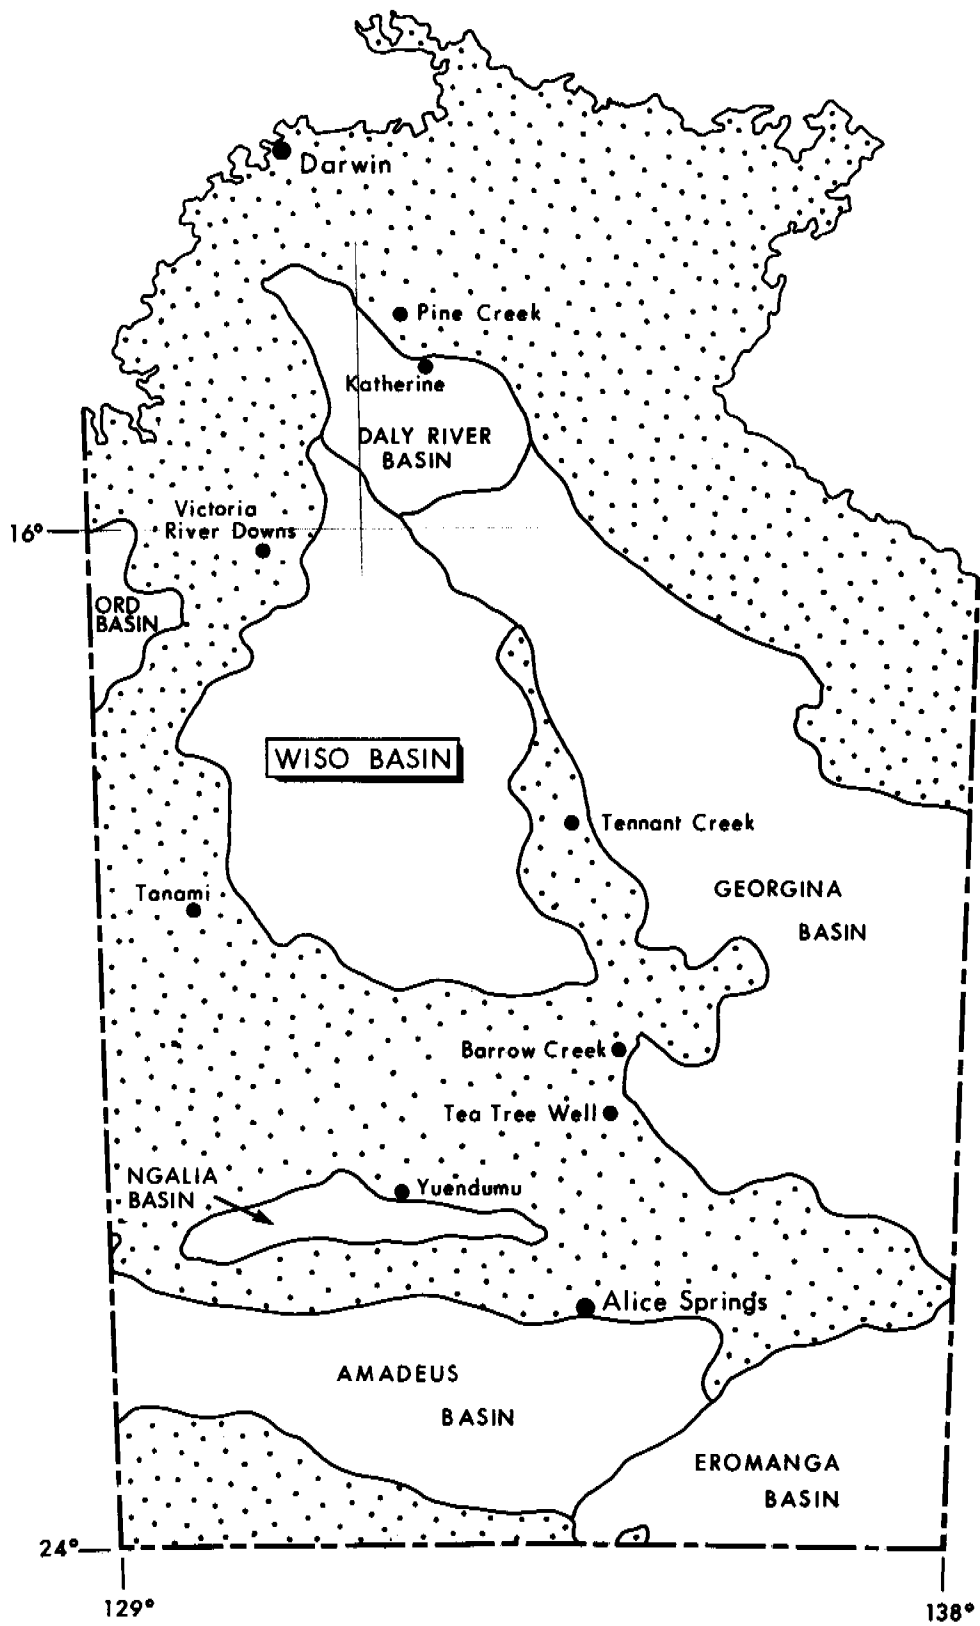 Darwin
Pine Creek
Katherine
DALY RIVER
BASIN
Victoria
River Downs
16°
ORD
BASIN
WISO BASIN
Tennant Creek
Tanami
GEORGINA
BASIN
Barrow Creek
Tea Tree Well
NGALIA
BASIN
Yuendumu
Alice Springs
AMADEUS
BASIN
EROMANGA
BASIN
24°
129°
138°